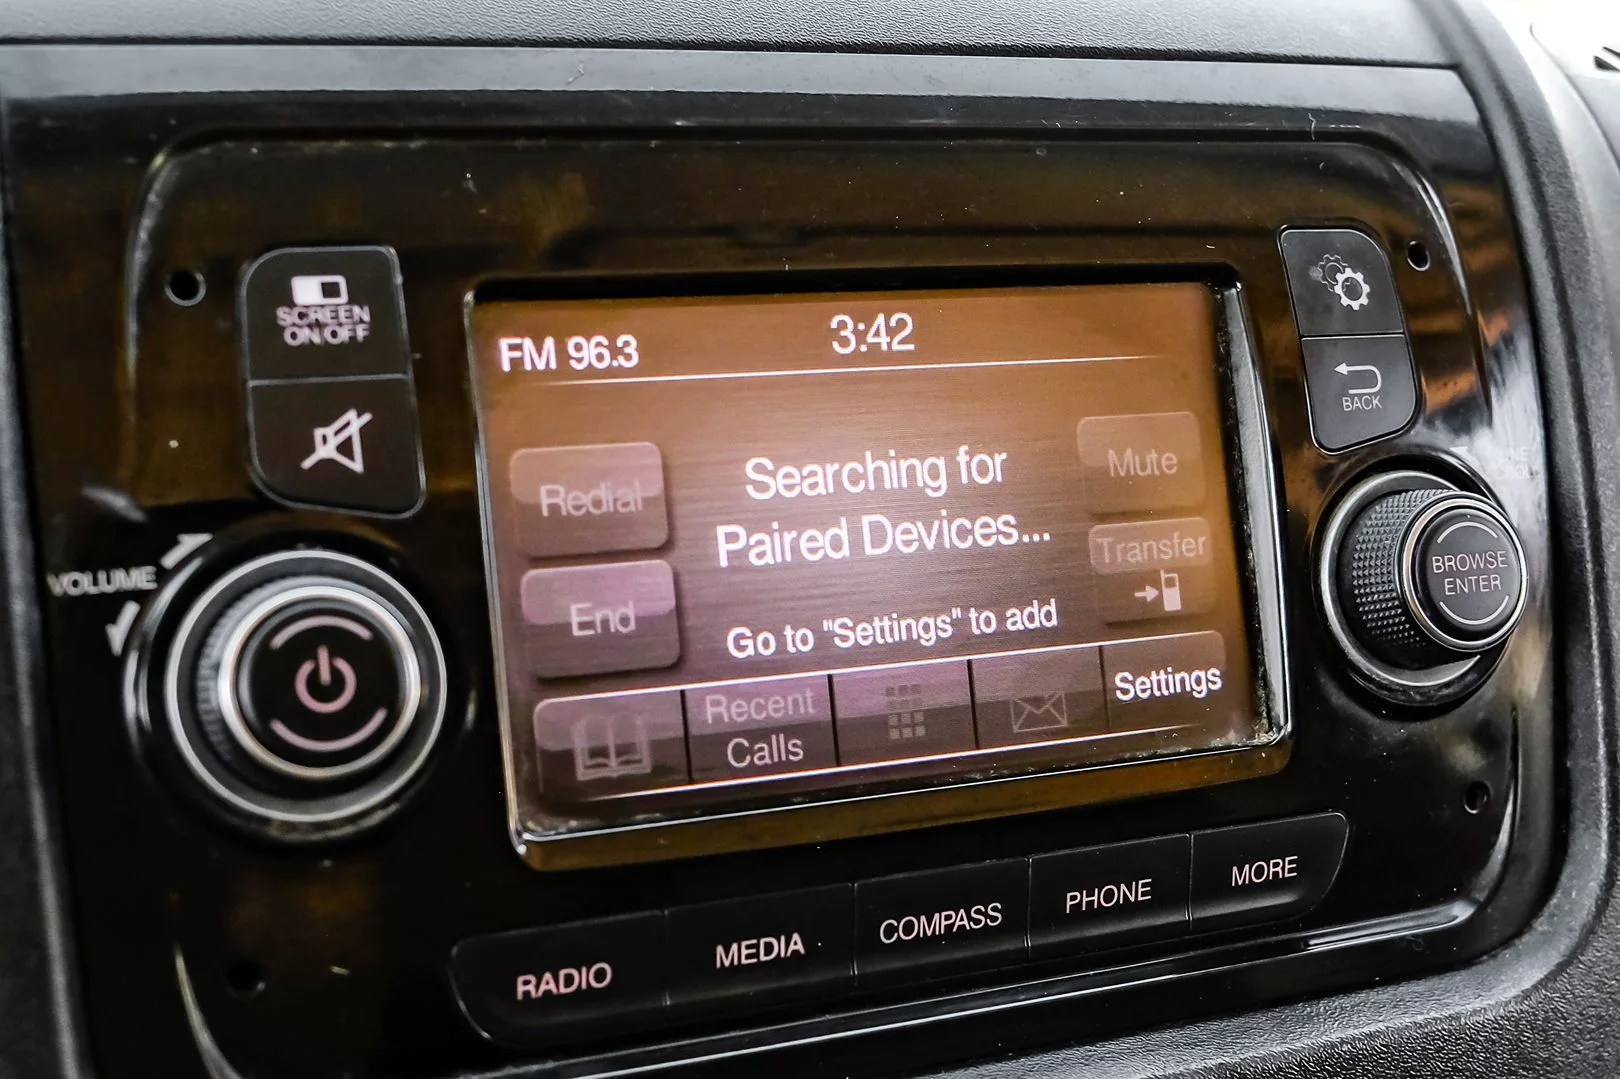 SCREEN
ON/OFF
VOLUME
FM 96.3
3:42
Redial
End
Searching for
Paired Devices...
Go to "Settings" to add
Mute
Transfer
Recent
Calls
Settings
BACK
BROWSE
ENTER
RADIO
MEDIA
COMPASS
PHONE
MORE